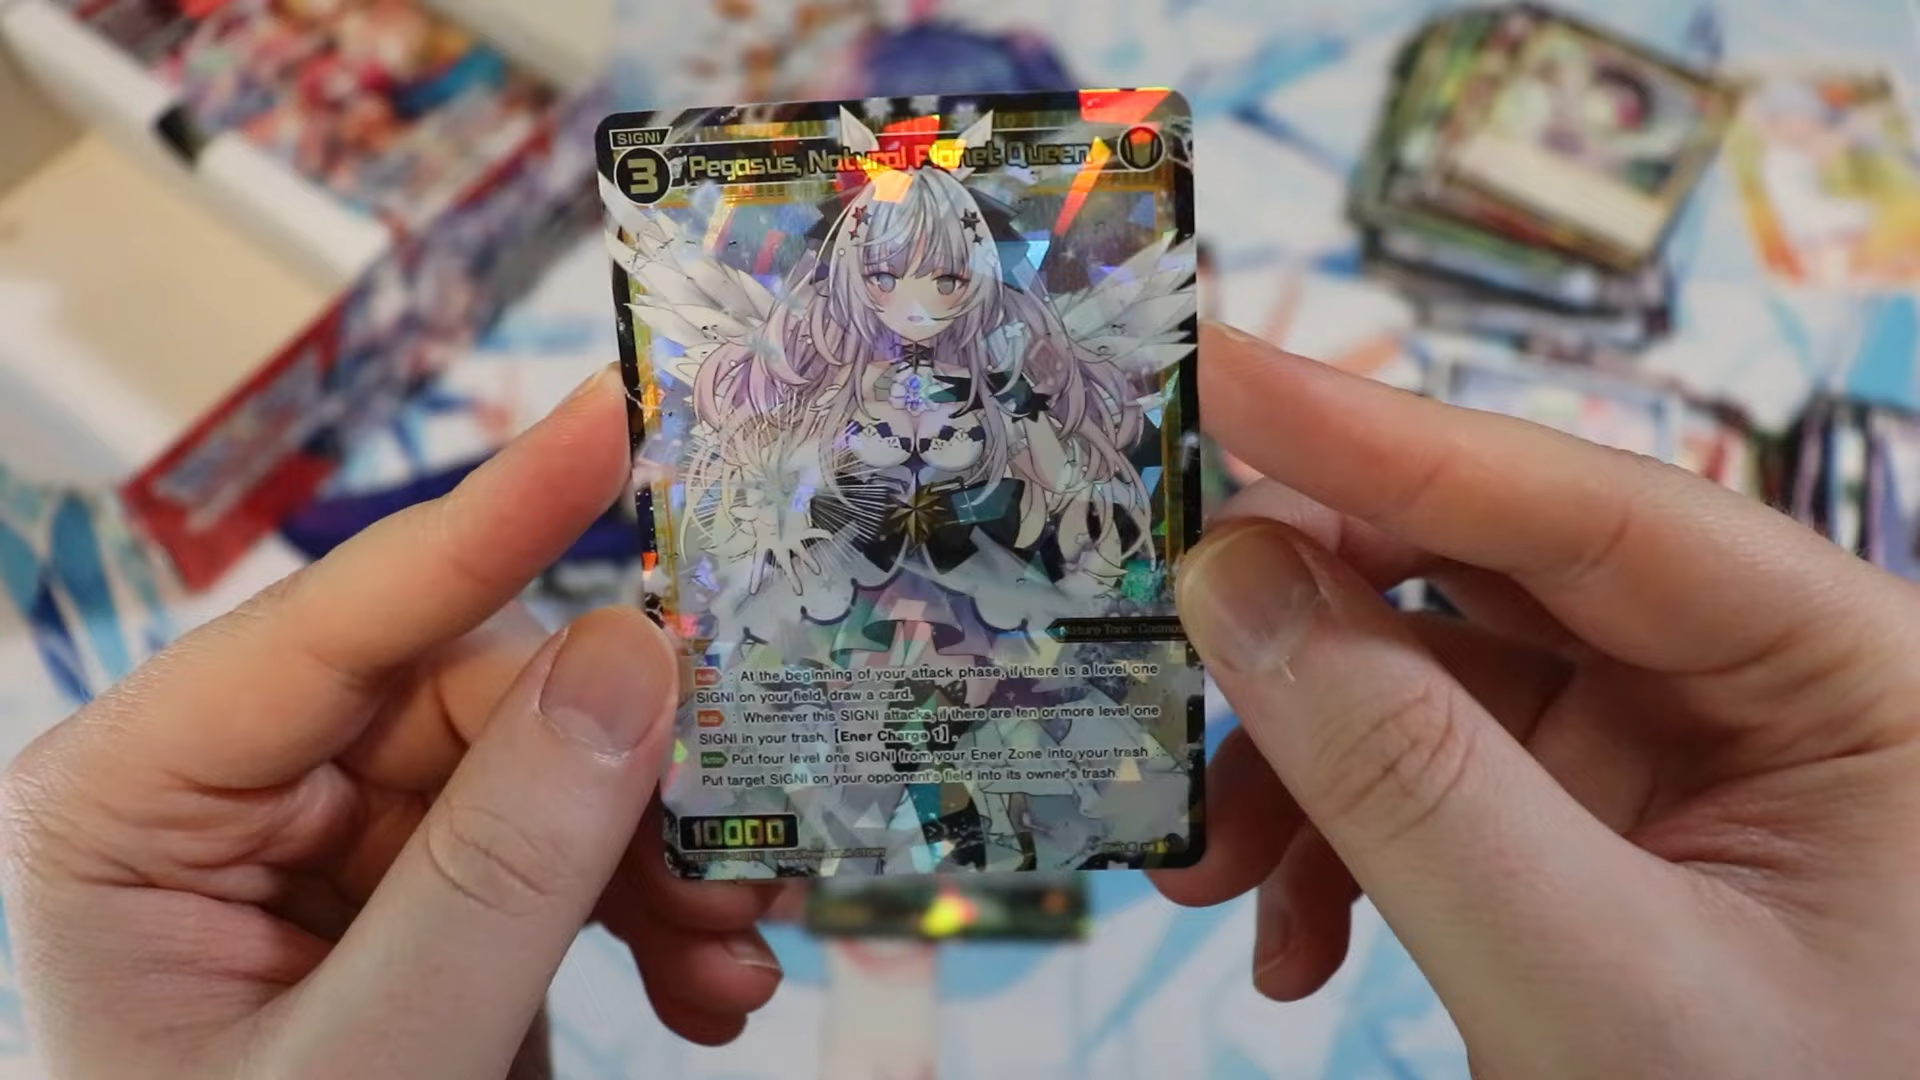 SIGNI
3 Pegasus, Natural Planet Queen
Nature Tone: Cosmos
Auto : At the beginning of your attack phase, if there is a level one
SIGNI on your field, draw a card.
Auto : Whenever this SIGNI attacks, if there are ten or more level one
SIGNI in your trash, [Ener Charge 1] .
Action Put four level one SIGNI from your Ener Zone into your trash :
Put target SIGNI on your opponent's field into its owner's trash.
10000